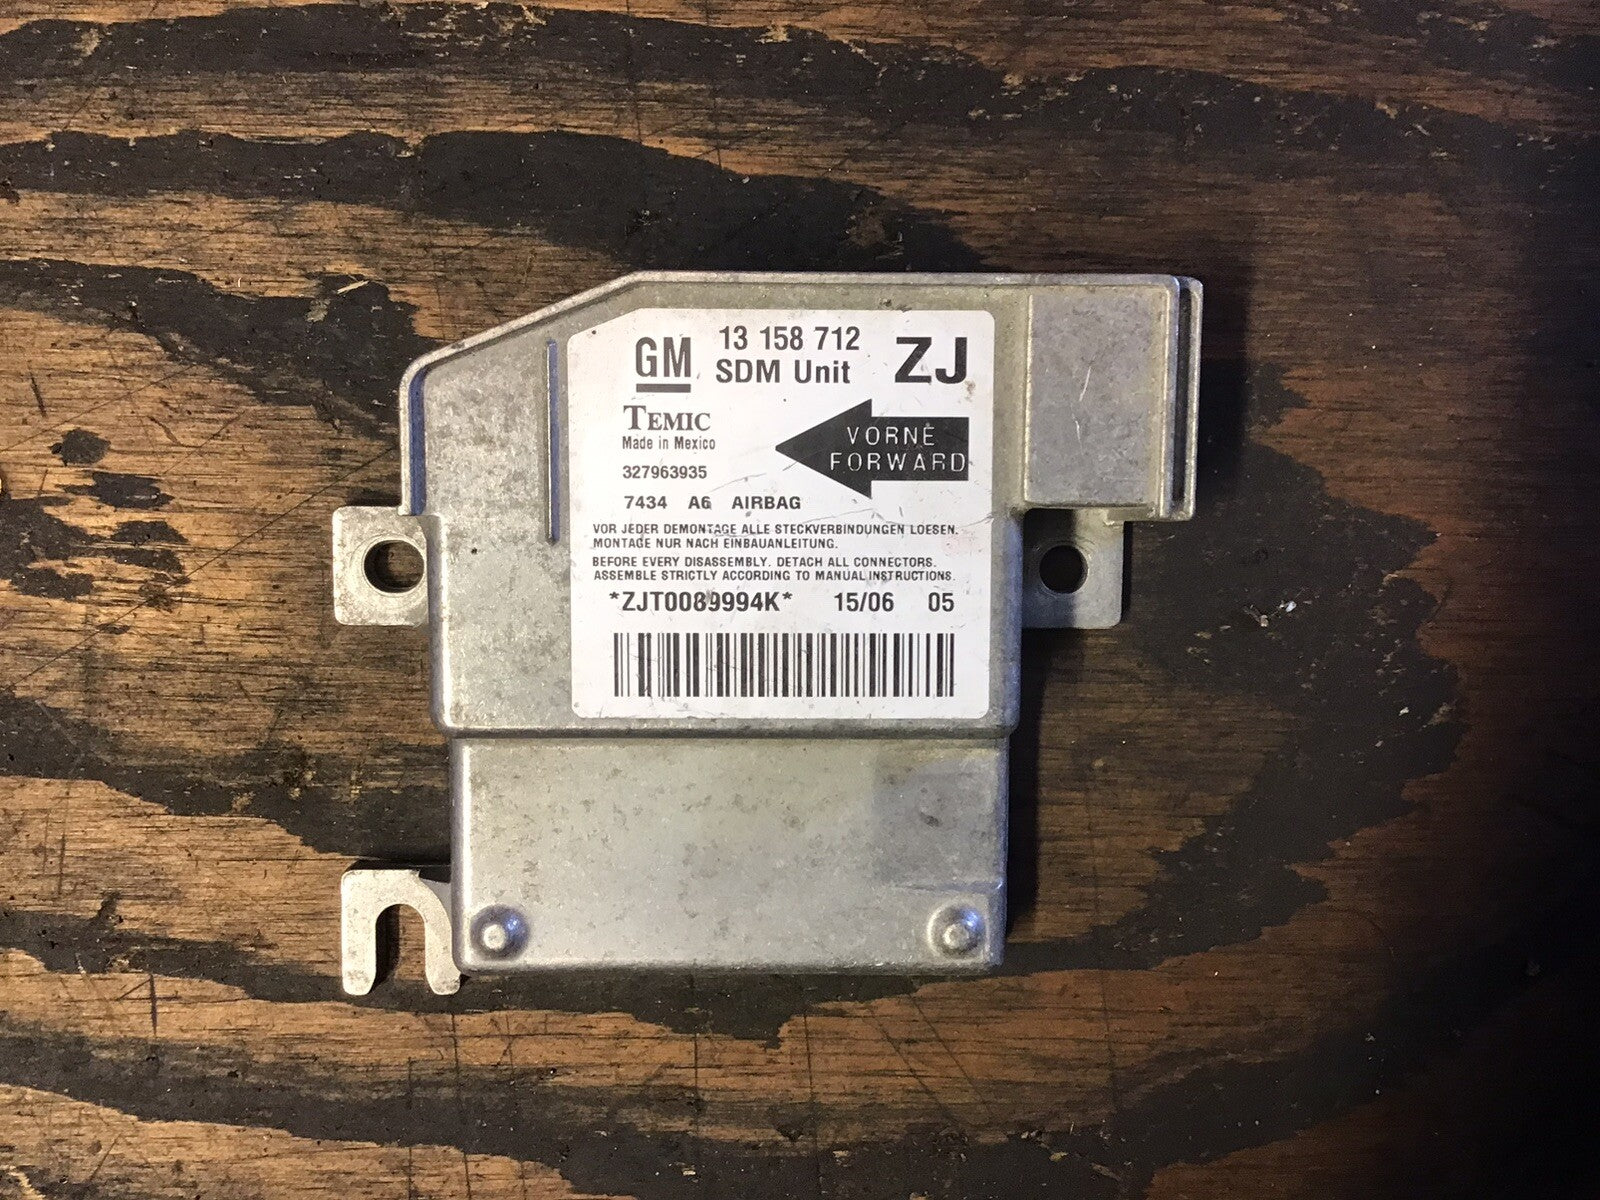 GM 13 158 712 ZJ
SDM Unit
TEMIC
Made in Mexico
VORNE
FORWARD
327963935
7434 A6 AIRBAG
VOR JEDER DEMONTAGE ALLE STECKVERBINDUNGEN LOESEN.
MONTAGE NUR NACH EINBAUANLEITUNG.
BEFORE EVERY DISASSEMBLY. DETACH ALL CONNECTORS.
ASSEMBLE STRICTLY ACCORDING TO MANUAL INSTRUCTIONS.
*ZJT0089994K* 15/06 05